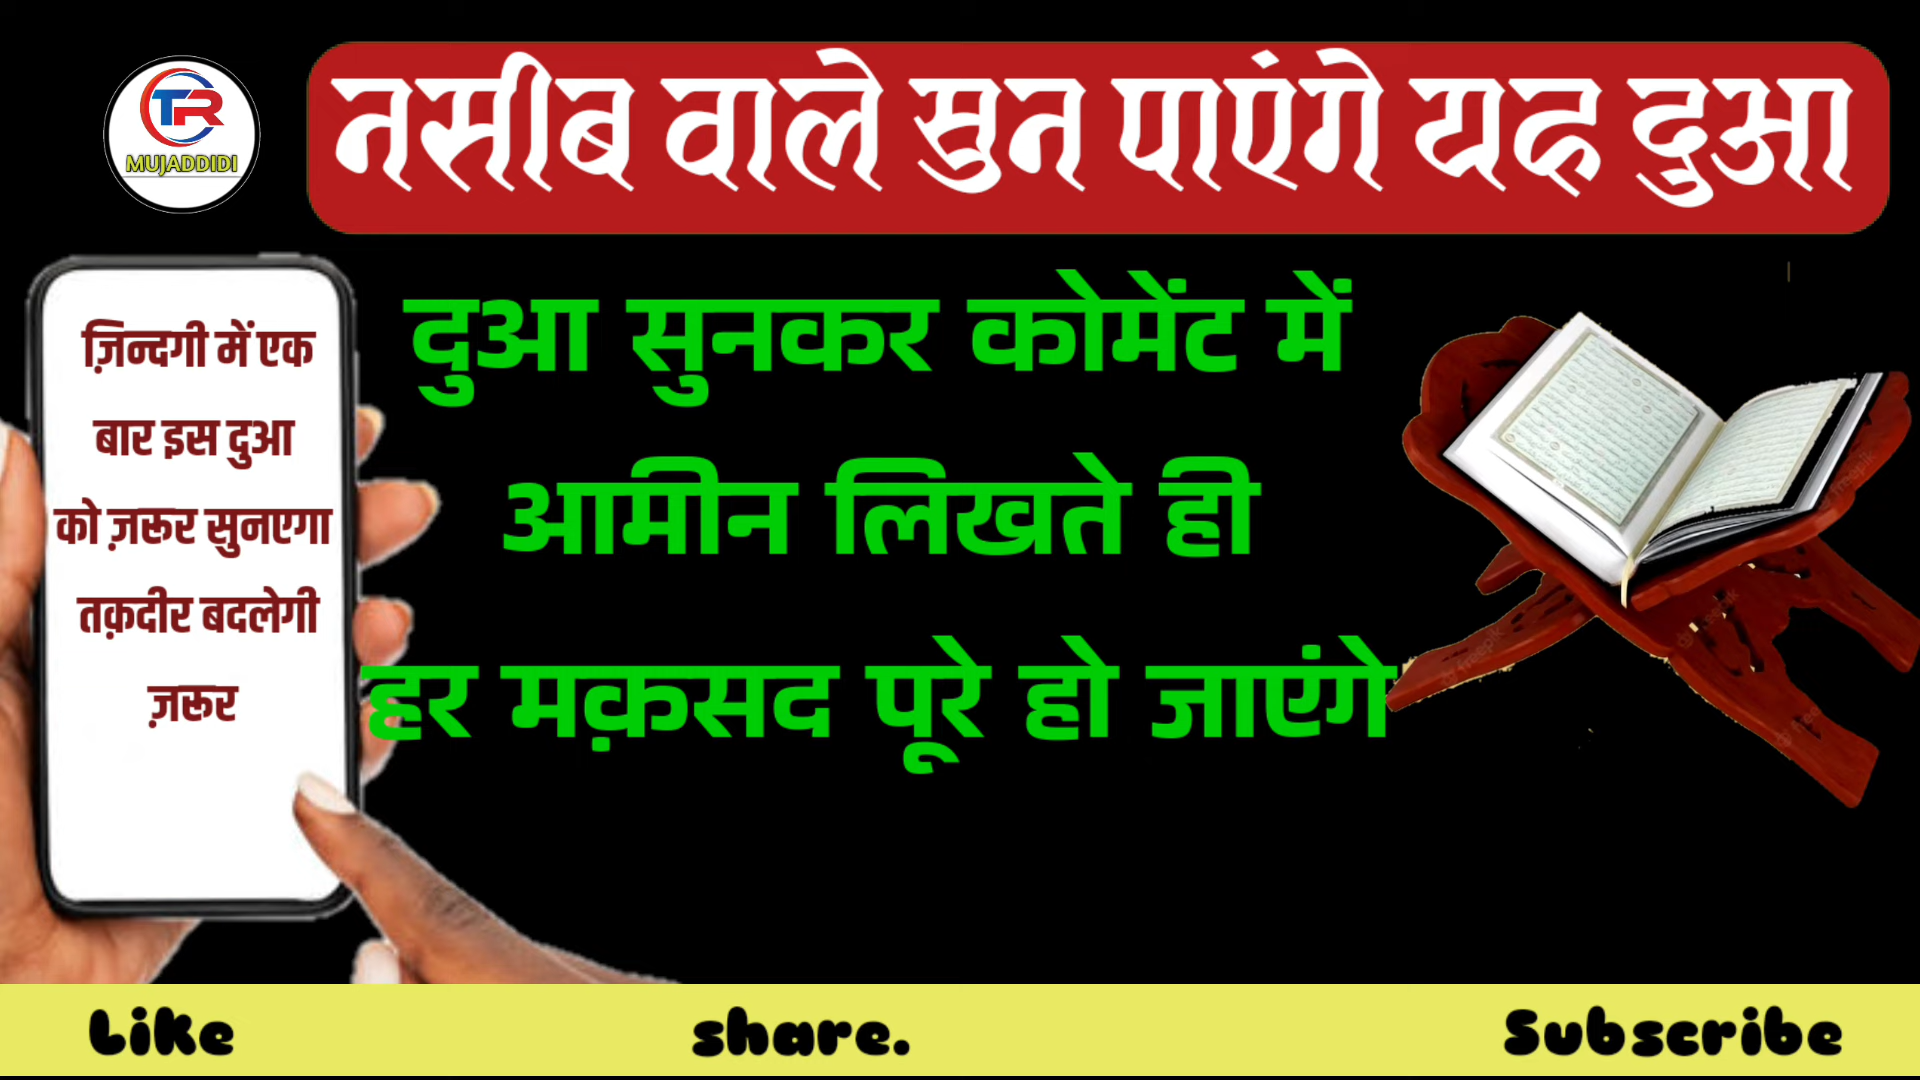 TR
MUJADDIDI
नसीब वाले सुन पाएंगे यह दुआ
ज़िन्दगी में एक
बार इस दुआ
को ज़रूर सुनएगा
तक़दीर बदलेगी
ज़रूर
दुआ सुनकर कोमेंट में
आमीन लिखते ही
हर मक़सद पूरे हो जाएंगे
Like share. Subscribe